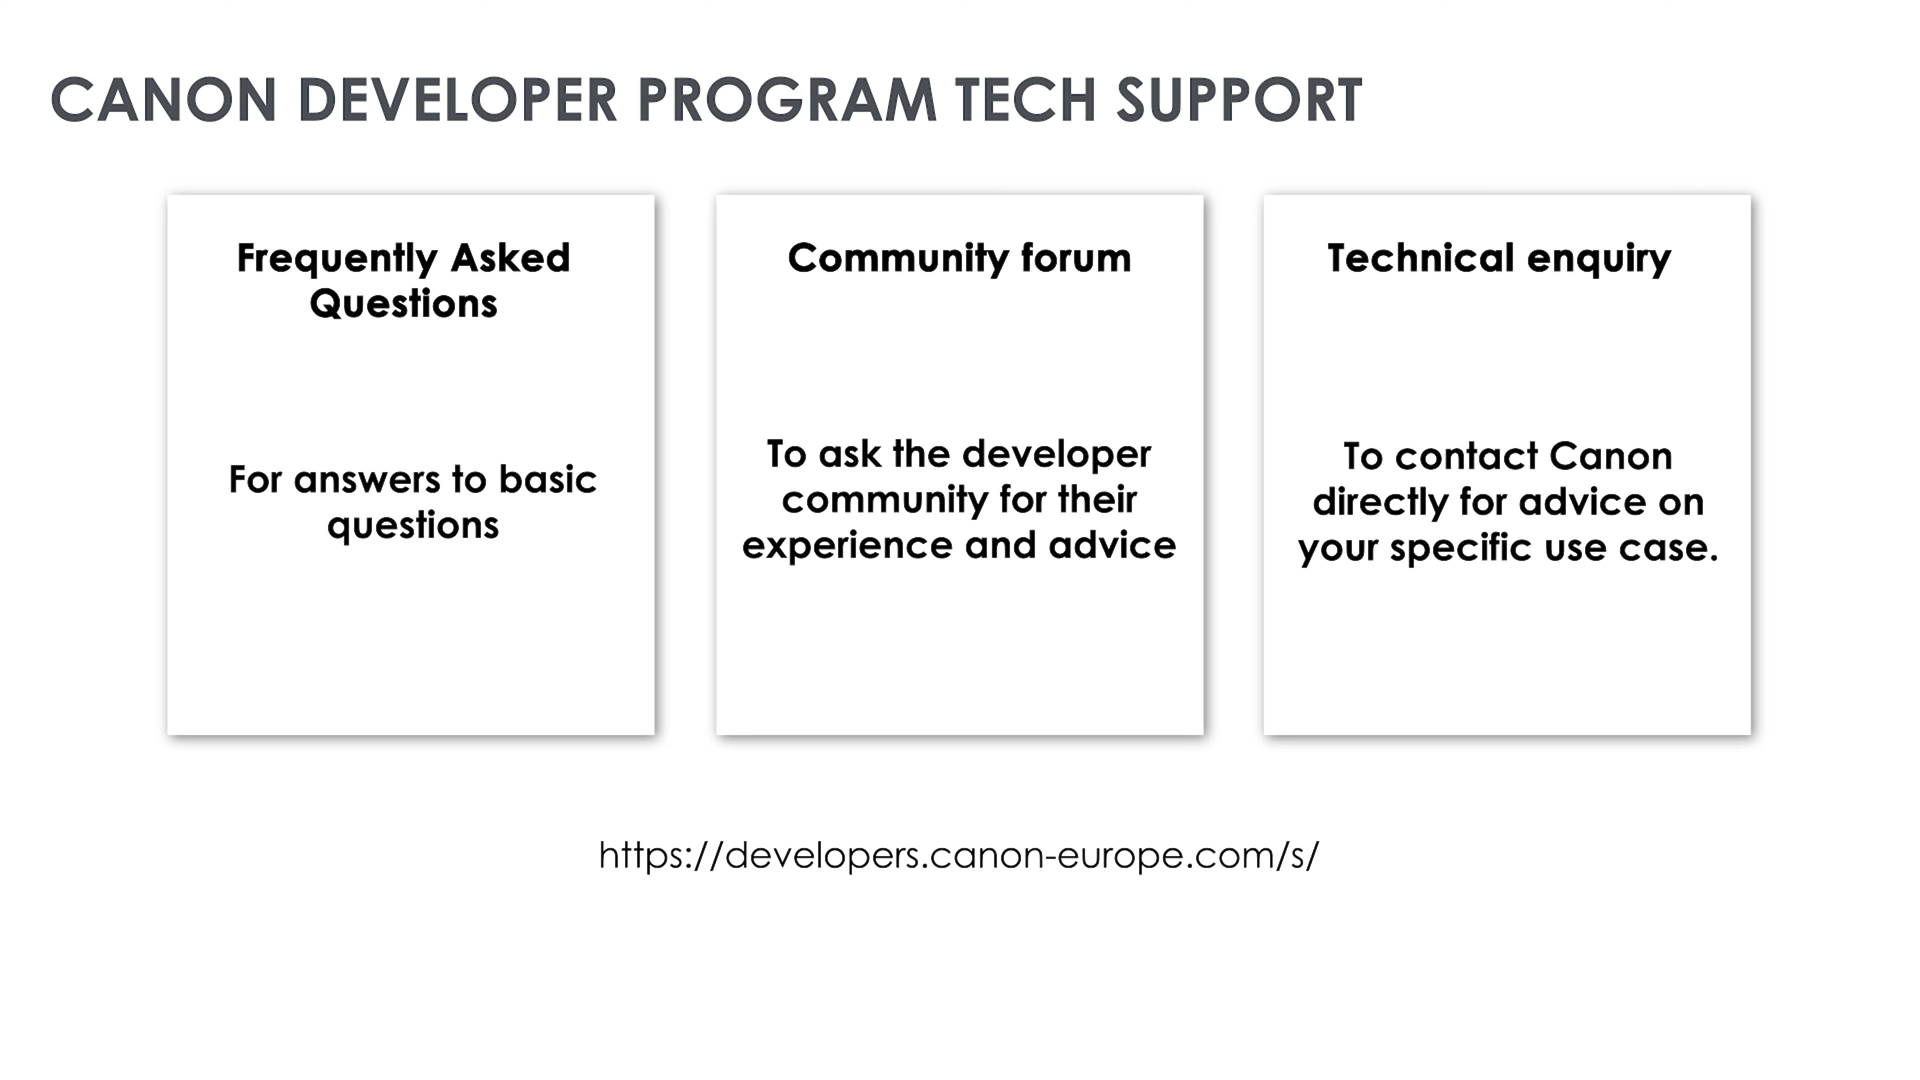 CANON DEVELOPER PROGRAM TECH SUPPORT
Frequently Asked
Questions
For answers to basic
questions
Community forum
To ask the developer
community for their
experience and advice
Technical enquiry
To contact Canon
directly for advice on
your specific use case.
https://developers.canon-europe.com/s/